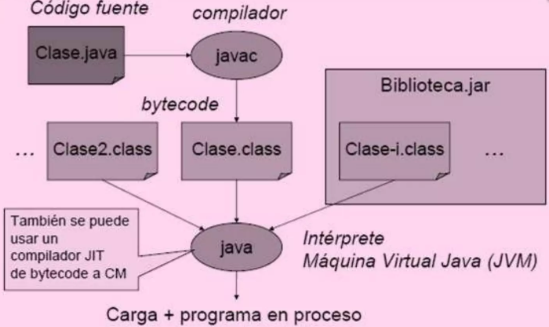 Código fuente
compilador
Clase.java
javac
Biblioteca.jar
bytecode
... Clase2.class
Clase.class
Clase-i.class ...
También se puede
usar un
compilador JIT
de bytecode a CM
java
Intérprete
Máquina Virtual Java (JVM)
Carga + programa en proceso